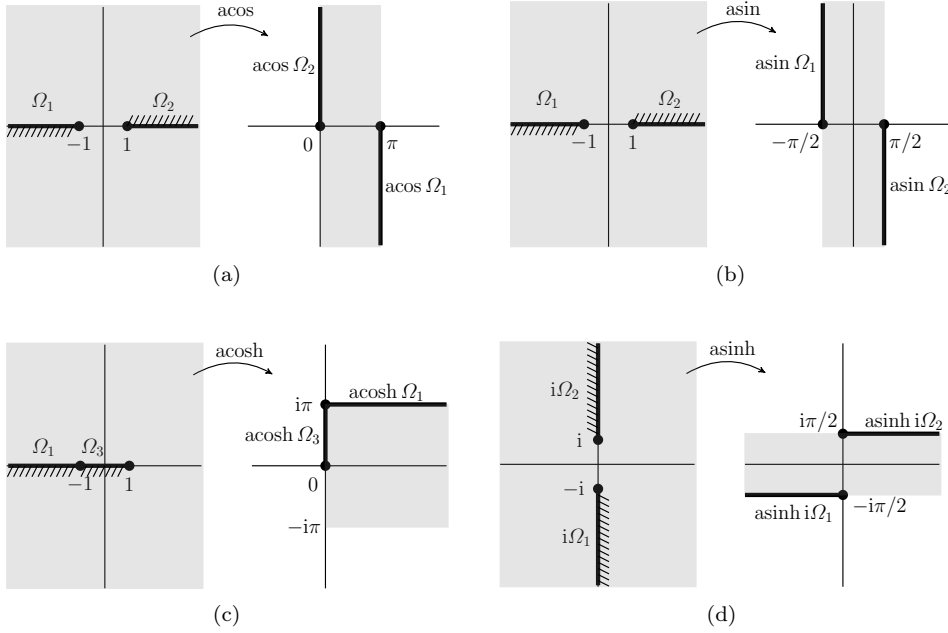 acos
Ω₁
Ω₂
−1
1
acos Ω₂
0
π
acos Ω₁
(a)
asin
Ω₁
Ω₂
−1
1
asin Ω₁
−π/2
π/2
asin Ω₂
(b)
acosh
Ω₁
Ω₃
−1
1
acosh Ω₁
iπ
acosh Ω₃
0
−iπ
(c)
asinh
iΩ₂
i
−i
iΩ₁
iπ/2
asinh iΩ₂
asinh iΩ₁
−iπ/2
(d)